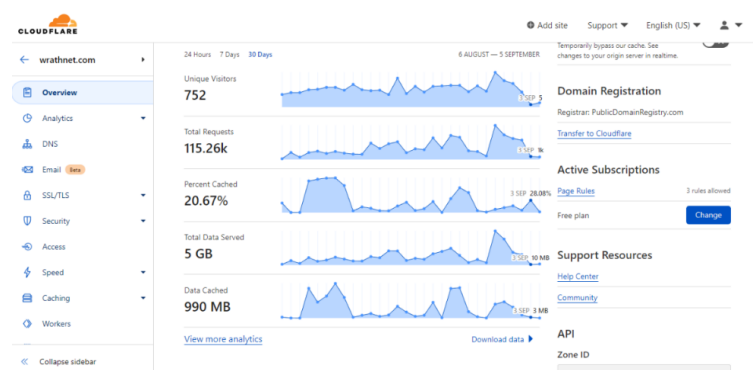 CLOUDFLARE
Add site
Support
English (US)
wrathnet.com
Overview
Analytics
DNS
Email Beta
SSL/TLS
Security
Access
Speed
Caching
Workers
Collapse sidebar
24 Hours 7 Days 30 Days
6 AUGUST — 5 SEPTEMBER
Unique Visitors
752
3 SEP 5
Total Requests
115.26k
3 SEP 1k
Percent Cached
20.67%
3 SEP 28.08%
Total Data Served
5 GB
3 SEP 10 MB
Data Cached
990 MB
3 SEP 3 MB
View more analytics
Download data
Temporarily bypass our cache. See
changes to your origin server in realtime.
Domain Registration
Registrar: PublicDomainRegistry.com
Transfer to Cloudflare
Active Subscriptions
Page Rules
3 rules allowed
Free plan
Change
Support Resources
Help Center
Community
API
Zone ID